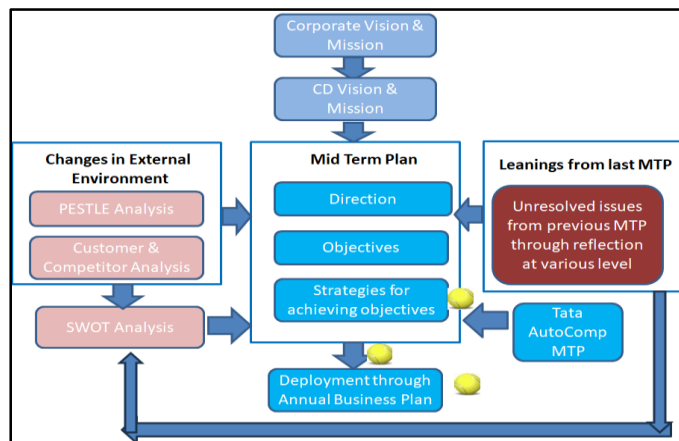 Corporate Vision &
Mission
CD Vision &
Mission
Changes in External
Environment
PESTLE Analysis
Customer &
Competitor Analysis
SWOT Analysis
Mid Term Plan
Direction
Objectives
Strategies for
achieving objectives
Leanings from last MTP
Unresolved issues
from previous MTP
through reflection
at various level
Tata
AutoComp
MTP
Deployment through
Annual Business Plan